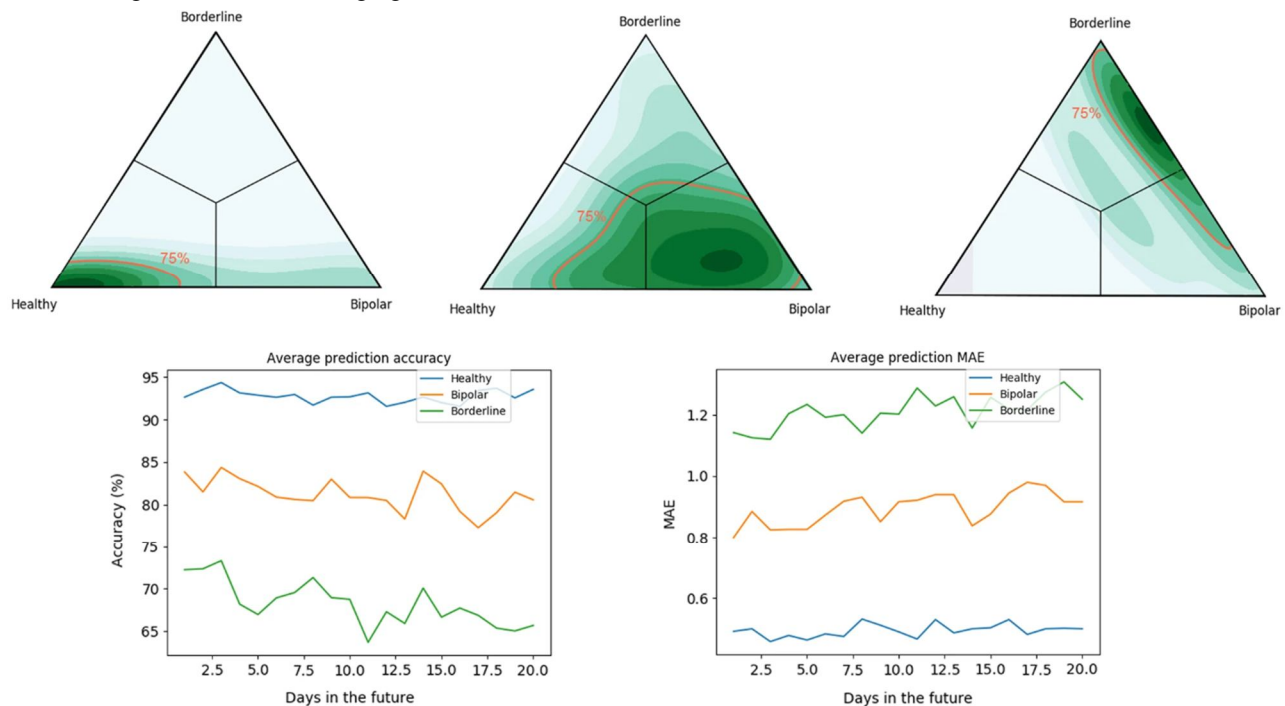 Borderline
75%
Healthy
Bipolar
Borderline
75%
Healthy
Bipolar
Borderline
75%
Healthy
Bipolar
Average prediction accuracy
Healthy
Bipolar
Borderline
95
90
85
80
75
70
65
Accuracy (%)
2.5 5.0 7.5 10.0 12.5 15.0 17.5 20.0
Days in the future
Average prediction MAE
Healthy
Bipolar
Borderline
1.2
1.0
0.8
0.6
MAE
2.5 5.0 7.5 10.0 12.5 15.0 17.5 20.0
Days in the future